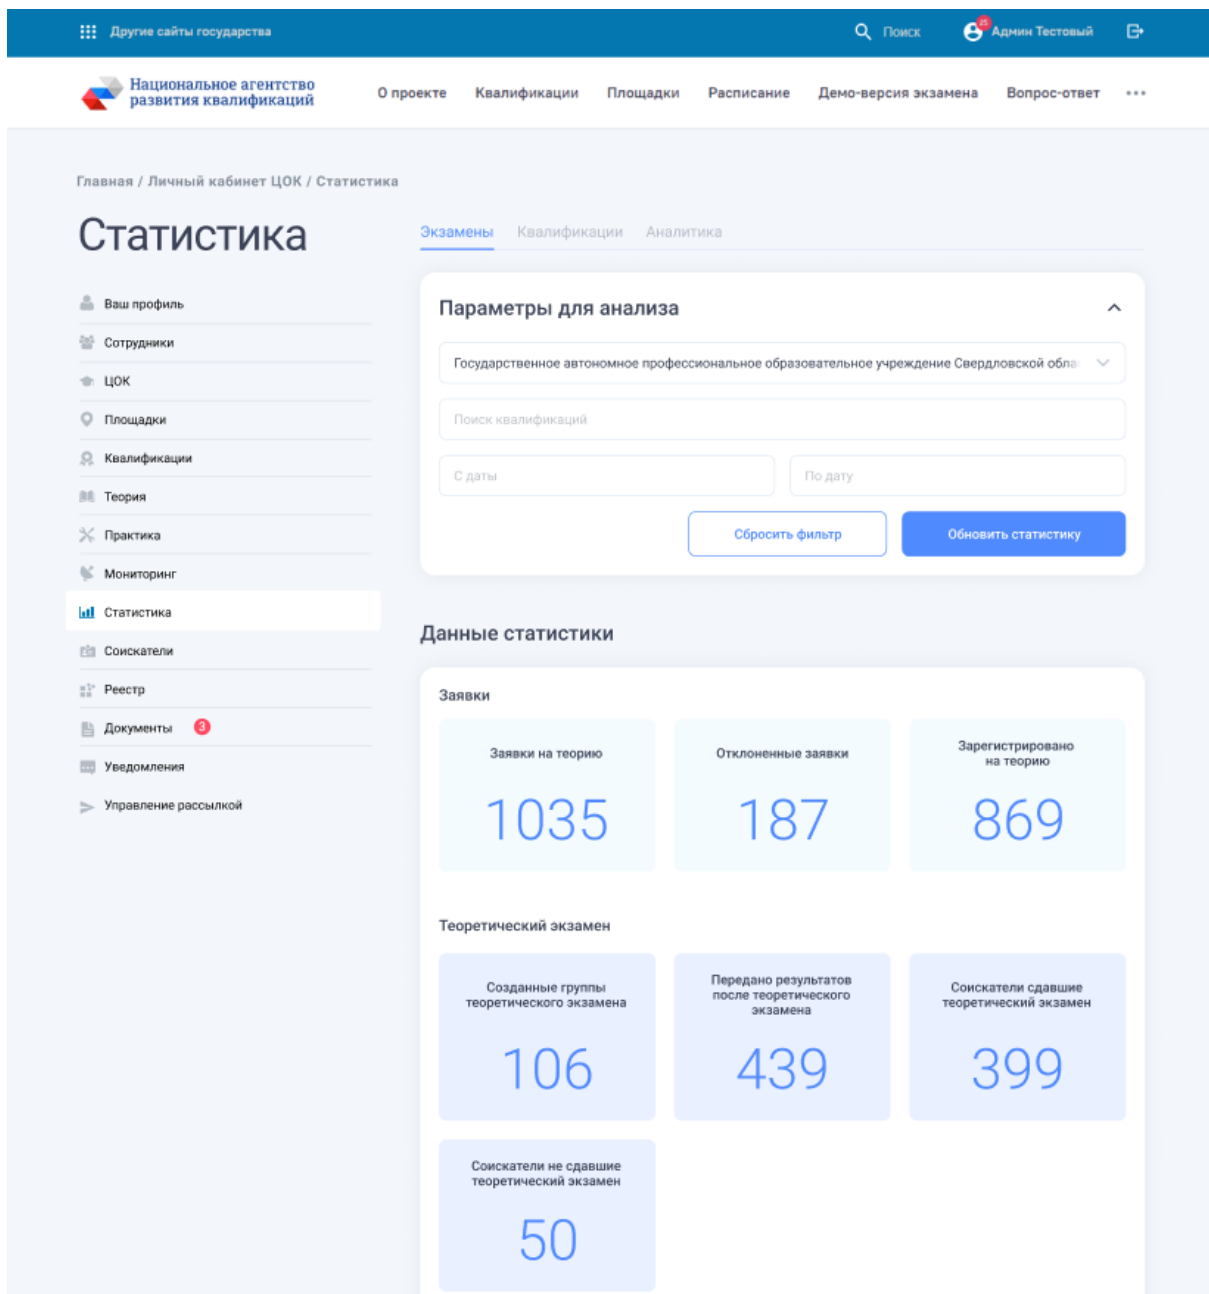 Другие сайты государства
Поиск
25
Админ Тестовый
Национальное агентство
развития квалификаций
О проекте
Квалификации
Площадки
Расписание
Демо-версия экзамена
Вопрос-ответ
Главная / Личный кабинет ЦОК / Статистика
Статистика
Экзамены
Квалификации
Аналитика
Ваш профиль
Сотрудники
ЦОК
Площадки
Квалификации
Теория
Практика
Мониторинг
Статистика
Соискатели
Реестр
Документы 3
Уведомления
Управление рассылкой
Параметры для анализа
Государственное автономное профессиональное образовательное учреждение Свердловской обла
Поиск квалификаций
С даты
По дату
Сбросить фильтр
Обновить статистику
Данные статистики
Заявки
Заявки на теорию
1035
Отклоненные заявки
187
Зарегистрировано
на теорию
869
Теоретический экзамен
Созданные группы
теоретического экзамена
106
Передано результатов
после теоретического
экзамена
439
Соискатели сдавшие
теоретический экзамен
399
Соискатели не сдавшие
теоретический экзамен
50